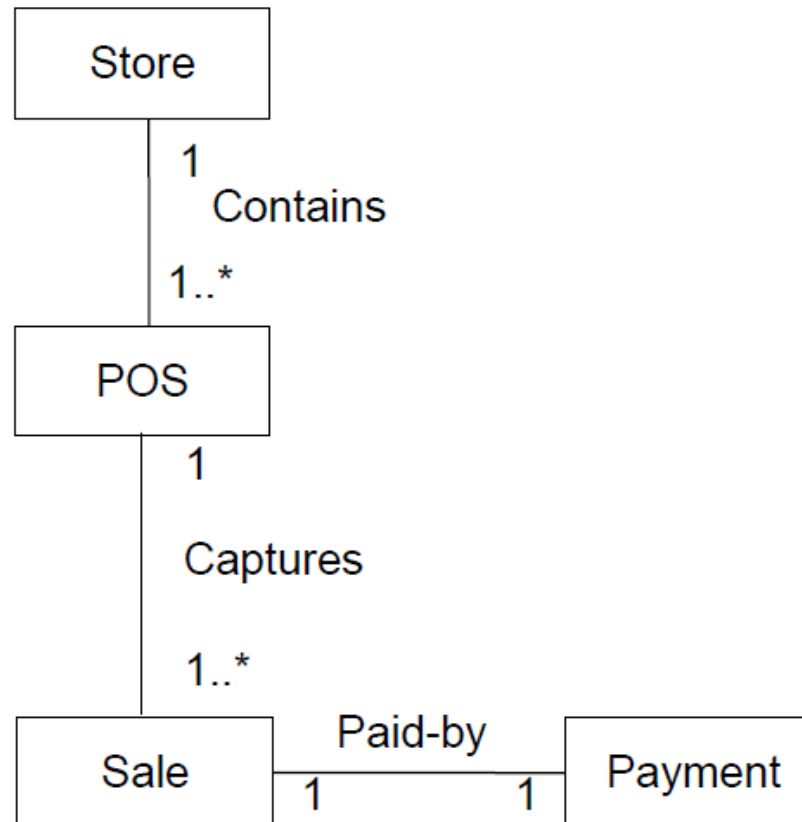 Store
1
Contains
1..*
POS
1
Captures
1..*
Paid-by
Sale
1
1
Payment